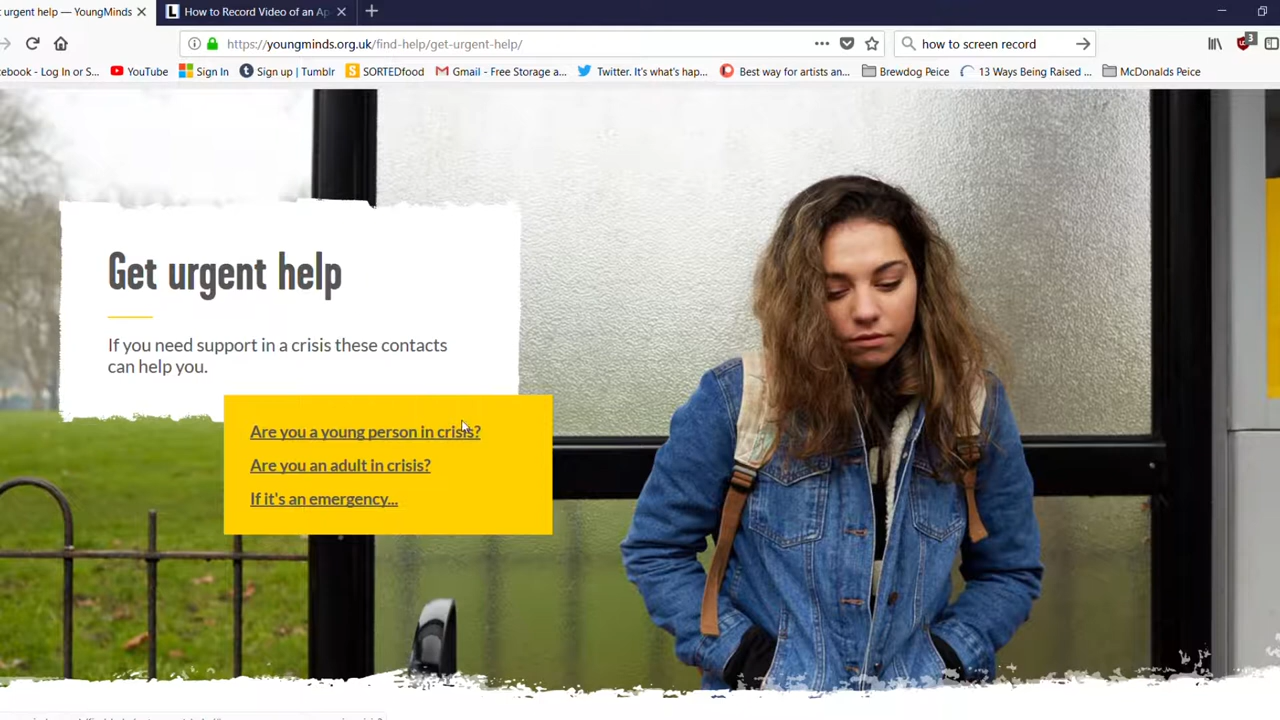 urgent help — YoungMinds
How to Record Video of an Ap
https://youngminds.org.uk/find-help/get-urgent-help/
how to screen record
3
cebook - Log In or S...
YouTube
Sign In
Sign up | Tumblr
SORTEDfood
Gmail - Free Storage a...
Twitter. It's what's hap...
Best way for artists an...
Brewdog Peice
13 Ways Being Raised ...
McDonalds Peice
Get urgent help
If you need support in a crisis these contacts
can help you.
Are you a young person in crisis?
Are you an adult in crisis?
If it's an emergency...